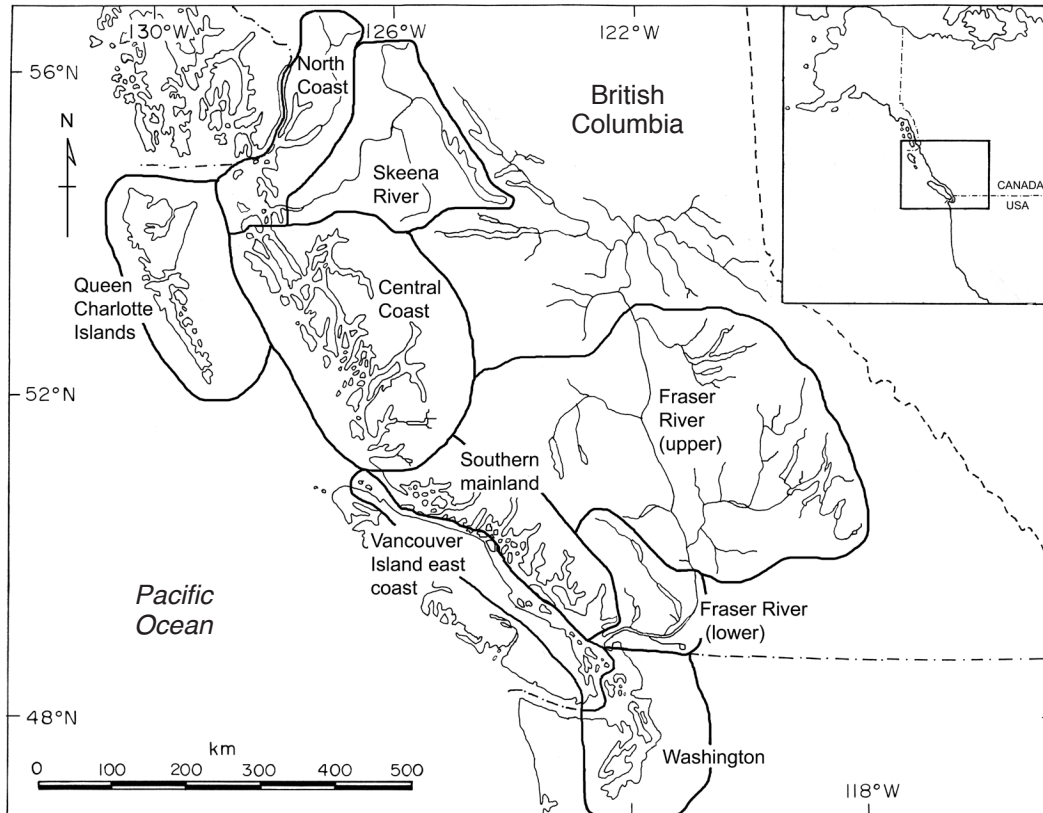 130°W
126°W
122°W
56°N
North
Coast
British
Columbia
N
Skeena
River
CANADA
USA
Queen
Charlotte
Islands
Central
Coast
52°N
Fraser
River
(upper)
Southern
mainland
Vancouver
Island east
coast
Pacific
Ocean
Fraser River
(lower)
48°N
km
0 100 200 300 400 500
Washington
118°W